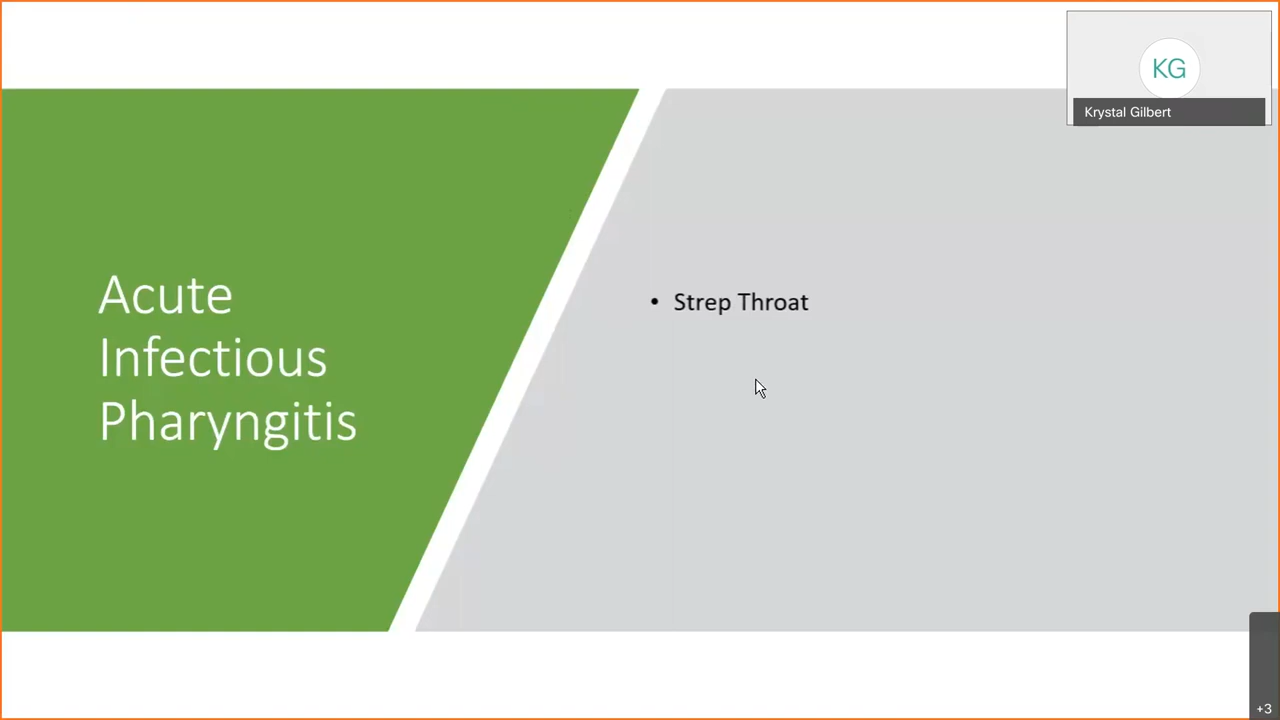 KG
Krystal Gilbert
Acute
Infectious
Pharyngitis
• Strep Throat
+3